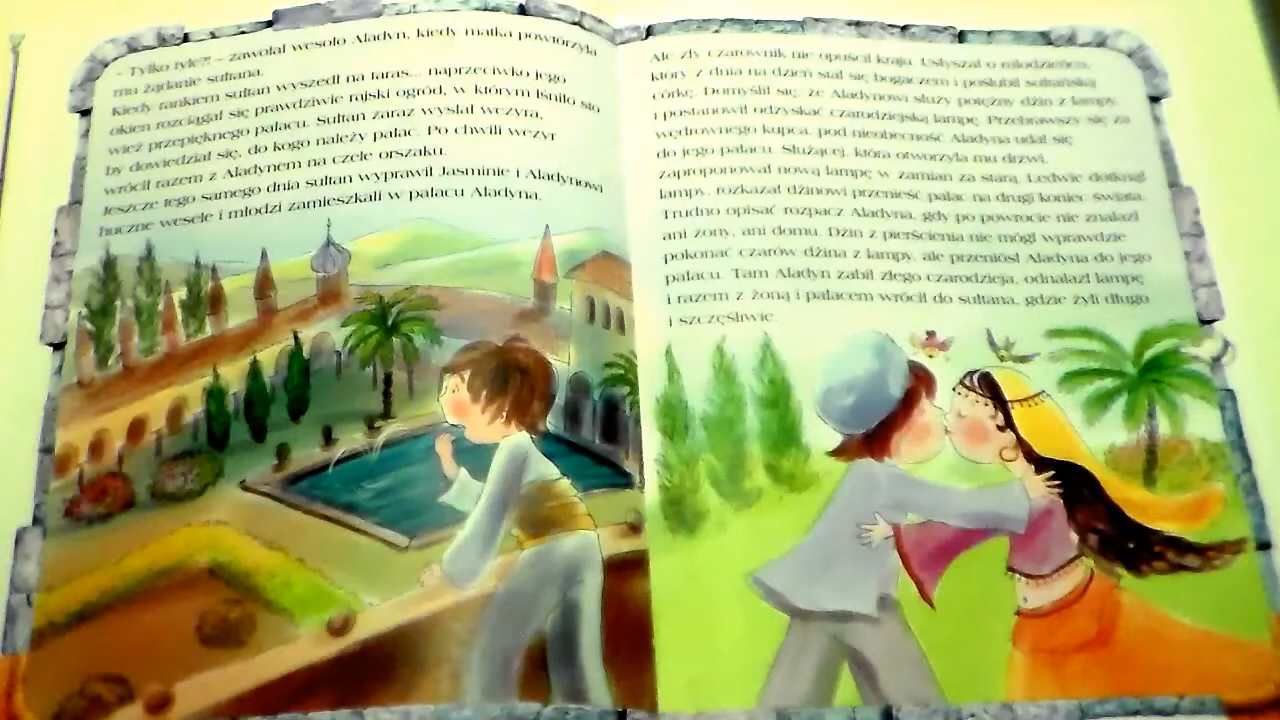 - Tylko tyle?! – zawołał wesoło Aladyn, kiedy matka powtórzyła
mu żądanie sułtana.
Kiedy rankiem sułtan wyszedł na taras... naprzeciwko jego
okien rozciągał się prawdziwie rajski ogród, w którym lśniło sto
wież przepięknego pałacu. Sułtan zaraz wysłał wezyra,
by dowiedział się, do kogo należy pałac. Po chwili wezyr
wrócił razem z Aladynem na czele orszaku.
Jeszcze tego samego dnia sułtan wyprawił Jasminie i Aladynowi
huczne wesele i młodzi zamieszkali w pałacu Aladyna.
Ale zły czarownik nie opuścił kraju. Usłyszał o młodzieńcu,
który z dnia na dzień stał się bogaczem i poślubił sułtańską
córkę. Domyślił się, że Aladynowi służy potężny dżin z lampy,
i postanowił odzyskać czarodziejską lampę. Przebrawszy się za
wędrownego kupca, pod nieobecność Aladyna udał się
do jego pałacu. Służącej, która otworzyła mu drzwi,
zaproponował nową lampę w zamian za starą. Ledwie dotknął
lampy, rozkazał dżinowi przenieść pałac na drugi koniec świata.
Trudno opisać rozpacz Aladyna, gdy po powrocie nie znalazł
ani żony, ani domu. Dżin z pierścienia nie mógł wprawdzie
pokonać czarów dżina z lampy, ale przeniósł Aladyna do jego
pałacu. Tam Aladyn zabił złego czarodzieja, odnalazł lampę
i razem z żoną i pałacem wrócił do sułtana, gdzie żyli długo
i szczęśliwie.